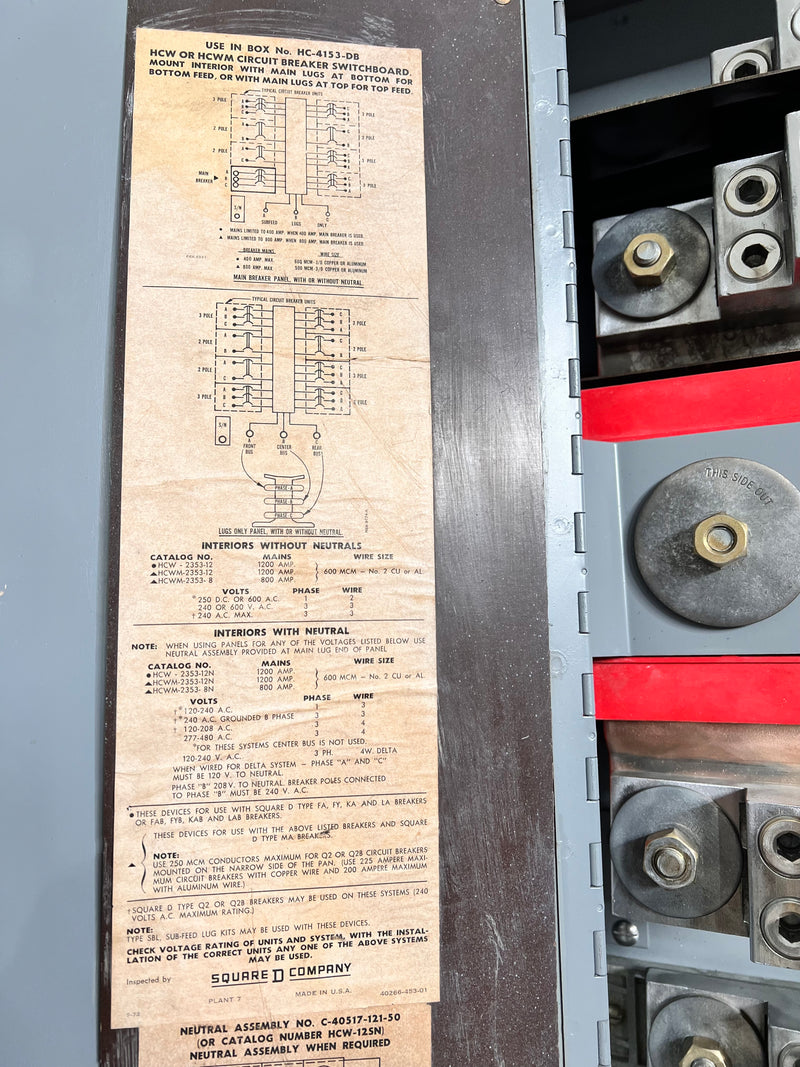 USE IN BOX No. HC-4153-DB
HCW OR HCWM CIRCUIT BREAKER SWITCHBOARD.
MOUNT INTERIOR WITH MAIN LUGS AT BOTTOM FOR
BOTTOM FEED, OR WITH MAIN LUGS AT TOP FOR TOP FEED.
TYPICAL CIRCUIT BREAKER UNITS
3 POLE
3 POLE
2 POLE
2 POLE
2 POLE
3 POLE
MAIN
BREAKER
A
B
C
S/N
A B C
SUBFEED LUGS ONLY
● MAINS LIMITED TO 400 AMP. WHEN 400 AMP. MAIN BREAKER IS USED.
▲ MAINS LIMITED TO 800 AMP. WHEN 800 AMP. MAIN BREAKER IS USED.
BREAKER MAINS WIRE SIZE
● 400 AMP. MAX. 600 MCM-1/0 COPPER OR ALUMINUM
▲ 800 AMP. MAX. 500 MCM-3/0 COPPER OR ALUMINUM
MAIN BREAKER PANEL, WITH OR WITHOUT NEUTRAL.
TYPICAL CIRCUIT BREAKER UNITS
3 POLE
3 POLE
2 POLE
2 POLE
2 POLE
3 POLE
3 POLE
S/N
A B C
FRONT BUS
CENTER BUS
REAR BUS
PHASE-A
PHASE-B
PHASE-C
LUGS ONLY PANEL, WITH OR WITHOUT NEUTRAL.
INTERIORS WITHOUT NEUTRALS
CATALOG NO. MAINS WIRE SIZE
●HCW - 2353-12 1200 AMP.
▲HCWM-2353-12 1200 AMP. 600 MCM – No. 2 CU or AL
▲HCWM-2353- 8 800 AMP.
VOLTS PHASE WIRE
*250 D.C. OR 600 A.C. 1 2
240 OR 600 V. A.C. 3 3
†240 A.C. MAX. 3 3
INTERIORS WITH NEUTRAL
NOTE: WHEN USING PANELS FOR ANY OF THE VOLTAGES LISTED BELOW USE
NEUTRAL ASSEMBLY PROVIDED AT MAIN LUG END OF PANEL
CATALOG NO. MAINS WIRE SIZE
●HCW - 2353-12N 1200 AMP.
▲HCWM-2353-12N 1200 AMP. 600 MCM – No. 2 CU or AL
▲HCWM-2353- 8N 800 AMP.
VOLTS PHASE WIRE
†*120-240 A.C. 1 3
†*240 A.C. GROUNDED B PHASE 3 3
†120-208 A.C. 3 4
277-480 A.C. 3 4
*FOR THESE SYSTEMS CENTER BUS IS NOT USED
120-240 V. A.C. 3 PH. 4W. DELTA
WHEN WIRED FOR DELTA SYSTEM – PHASE "A" AND "C"
MUST BE 120 V. TO NEUTRAL.
PHASE "B" 208V. TO NEUTRAL. BREAKER POLES CONNECTED
TO PHASE "B" MUST BE 240 V. A.C.
●THESE DEVICES FOR USE WITH SQUARE D TYPE FA, FY, KA AND LA BREAKERS
OR FAB, FYB, KAB AND LAB BREAKERS.
THESE DEVICES FOR USE WITH THE ABOVE LISTED BREAKERS AND SQUARE
D TYPE MA BREAKERS.
▲ NOTE:
USE 250 MCM CONDUCTORS MAXIMUM FOR Q2 OR Q2B CIRCUIT BREAKERS
MOUNTED ON THE NARROW SIDE OF THE PAN. (USE 225 AMPERE MAXI-
MUM CIRCUIT BREAKERS WITH COPPER WIRE AND 200 AMPERE MAXIMUM
WITH ALUMINUM WIRE.)
†SQUARE D TYPE Q2 OR Q2B BREAKERS MAY BE USED ON THESE SYSTEMS (240
VOLTS A.C. MAXIMUM RATING.)
NOTE:
TYPE SBL, SUB-FEED LUG KITS MAY BE USED WITH THESE DEVICES.
CHECK VOLTAGE RATING OF UNITS AND SYSTEM, WITH THE INSTAL-
LATION OF THE CORRECT UNITS ANY ONE OF THE ABOVE SYSTEMS
MAY BE USED.
Inspected by SQUARE D COMPANY
PLANT 7 MADE IN U.S.A. 40266-453-01
NEUTRAL ASSEMBLY NO. C-40517-121-50
(OR CATALOG NUMBER HCW-12SN)
NEUTRAL ASSEMBLY WHEN REQUIRED
THIS SIDE OUT